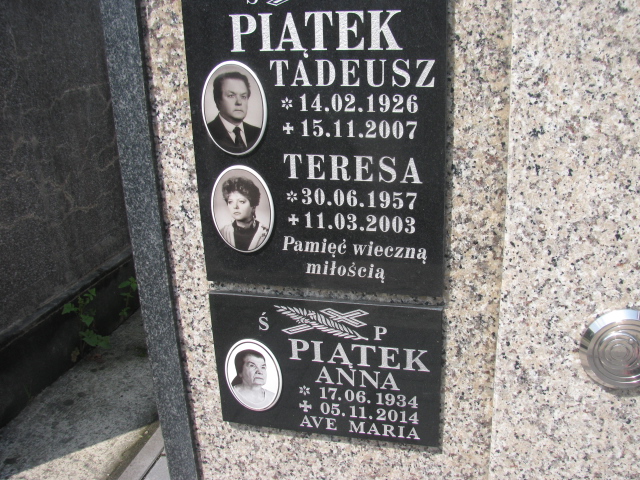 Ś
PIĄTEK
TADEUSZ
* 14.02.1926
+ 15.11.2007
TERESA
* 30.06.1957
+ 11.03.2003
Pamięć wieczną
miłością
Ś P
PIĄTEK
ANNA
* 17.06.1934
+ 05.11.2014
AVE MARIA